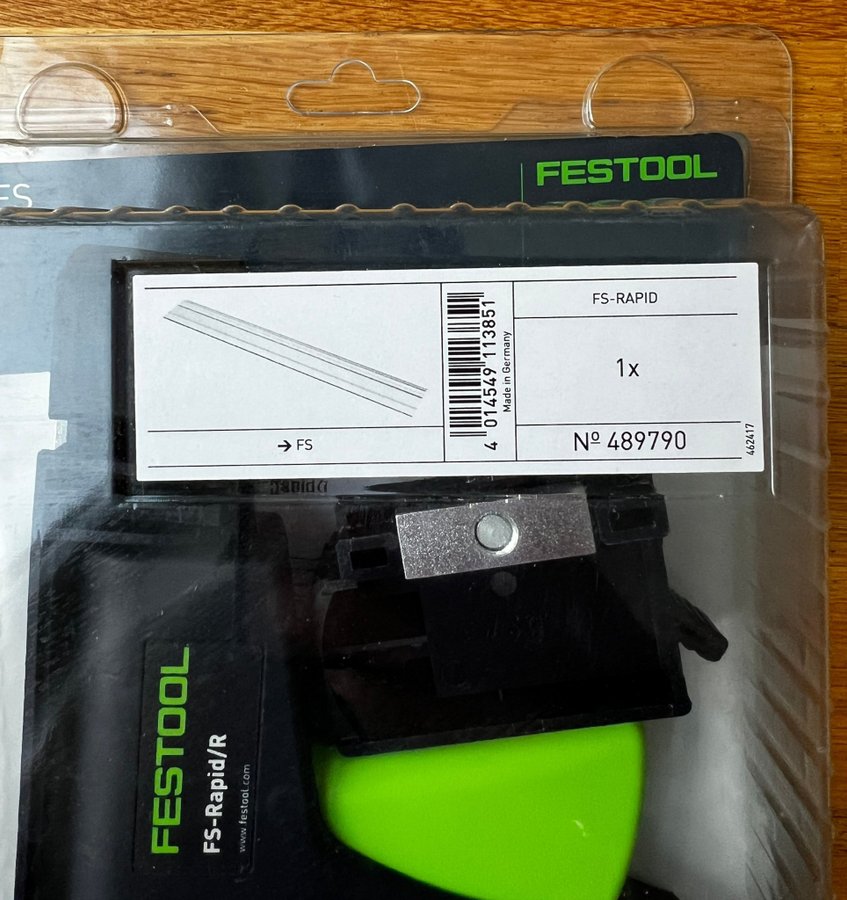 FS
FESTOOL
FS-RAPID
1x
Nº 489790
→ FS
4 014549 113851
Made in Germany
462417
FESTOOL
FS-Rapid/R
www.festool.com